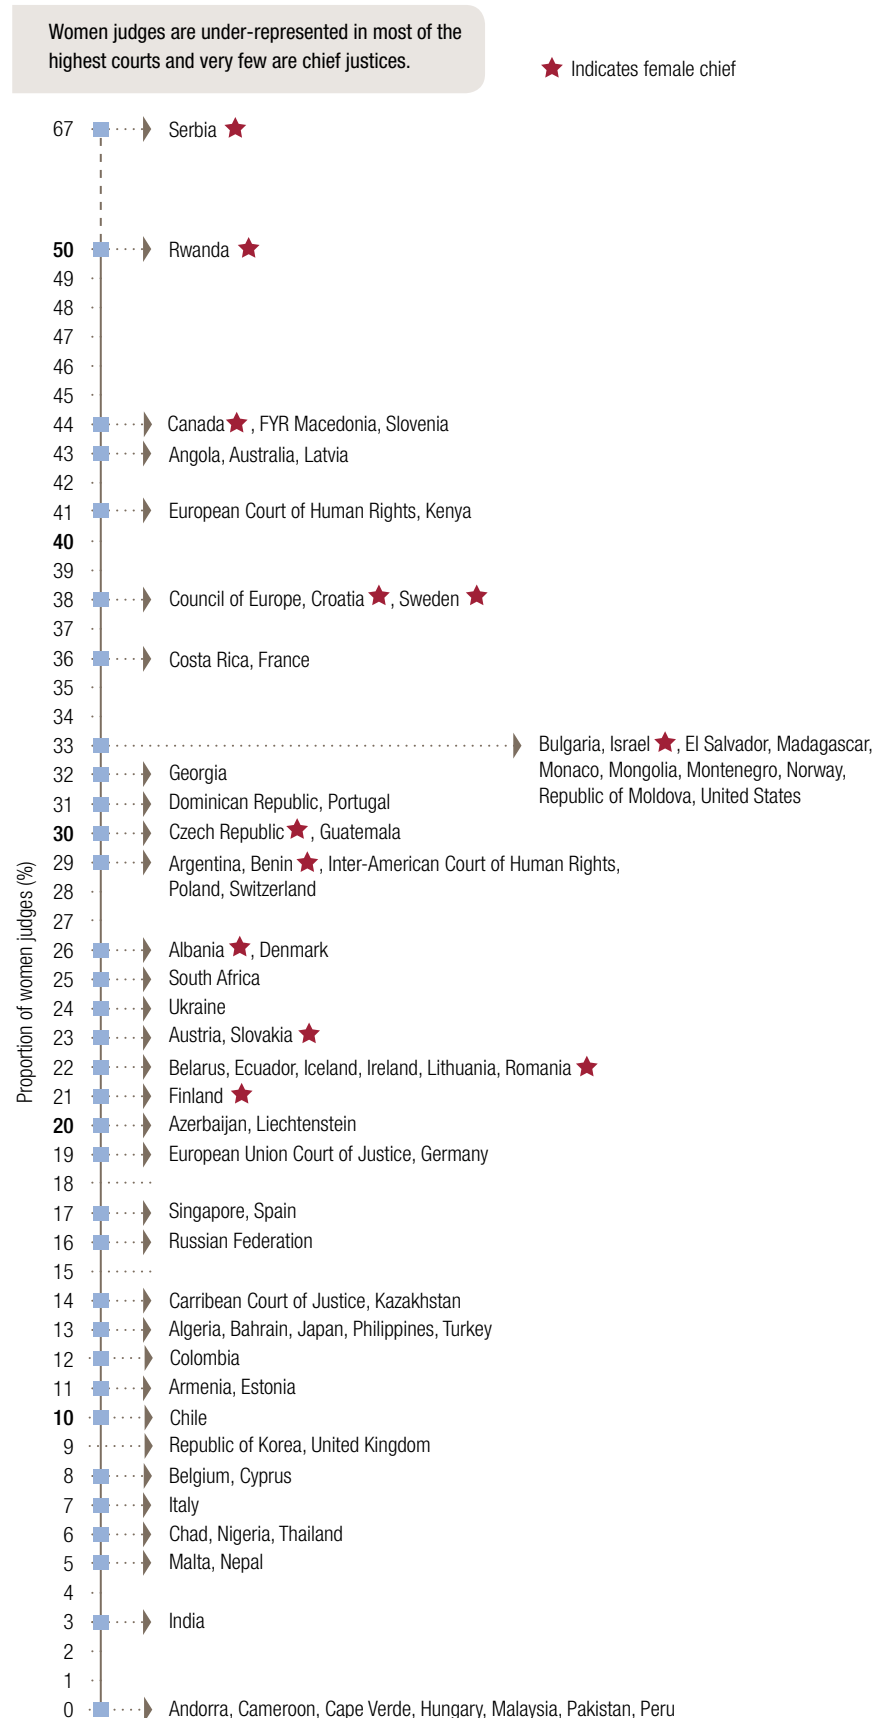 Women judges are under-represented in most of the
highest courts and very few are chief justices.
★ Indicates female chief
67 Serbia ★
50 Rwanda ★
49
48
47
46
45
44 Canada ★, FYR Macedonia, Slovenia
43 Angola, Australia, Latvia
42
41 European Court of Human Rights, Kenya
40
39
38 Council of Europe, Croatia ★, Sweden ★
37
36 Costa Rica, France
35
34
33 Bulgaria, Israel ★, El Salvador, Madagascar,
Monaco, Mongolia, Montenegro, Norway,
Republic of Moldova, United States
32 Georgia
31 Dominican Republic, Portugal
30 Czech Republic ★, Guatemala
29 Argentina, Benin ★, Inter-American Court of Human Rights,
Poland, Switzerland
28
27
26 Albania ★, Denmark
25 South Africa
24 Ukraine
23 Austria, Slovakia ★
22 Belarus, Ecuador, Iceland, Ireland, Lithuania, Romania ★
21 Finland ★
20 Azerbaijan, Liechtenstein
19 European Union Court of Justice, Germany
18
17 Singapore, Spain
16 Russian Federation
15
14 Carribean Court of Justice, Kazakhstan
13 Algeria, Bahrain, Japan, Philippines, Turkey
12 Colombia
11 Armenia, Estonia
10 Chile
9 Republic of Korea, United Kingdom
8 Belgium, Cyprus
7 Italy
6 Chad, Nigeria, Thailand
5 Malta, Nepal
4
3 India
2
1
0 Andorra, Cameroon, Cape Verde, Hungary, Malaysia, Pakistan, Peru
Proportion of women judges (%)